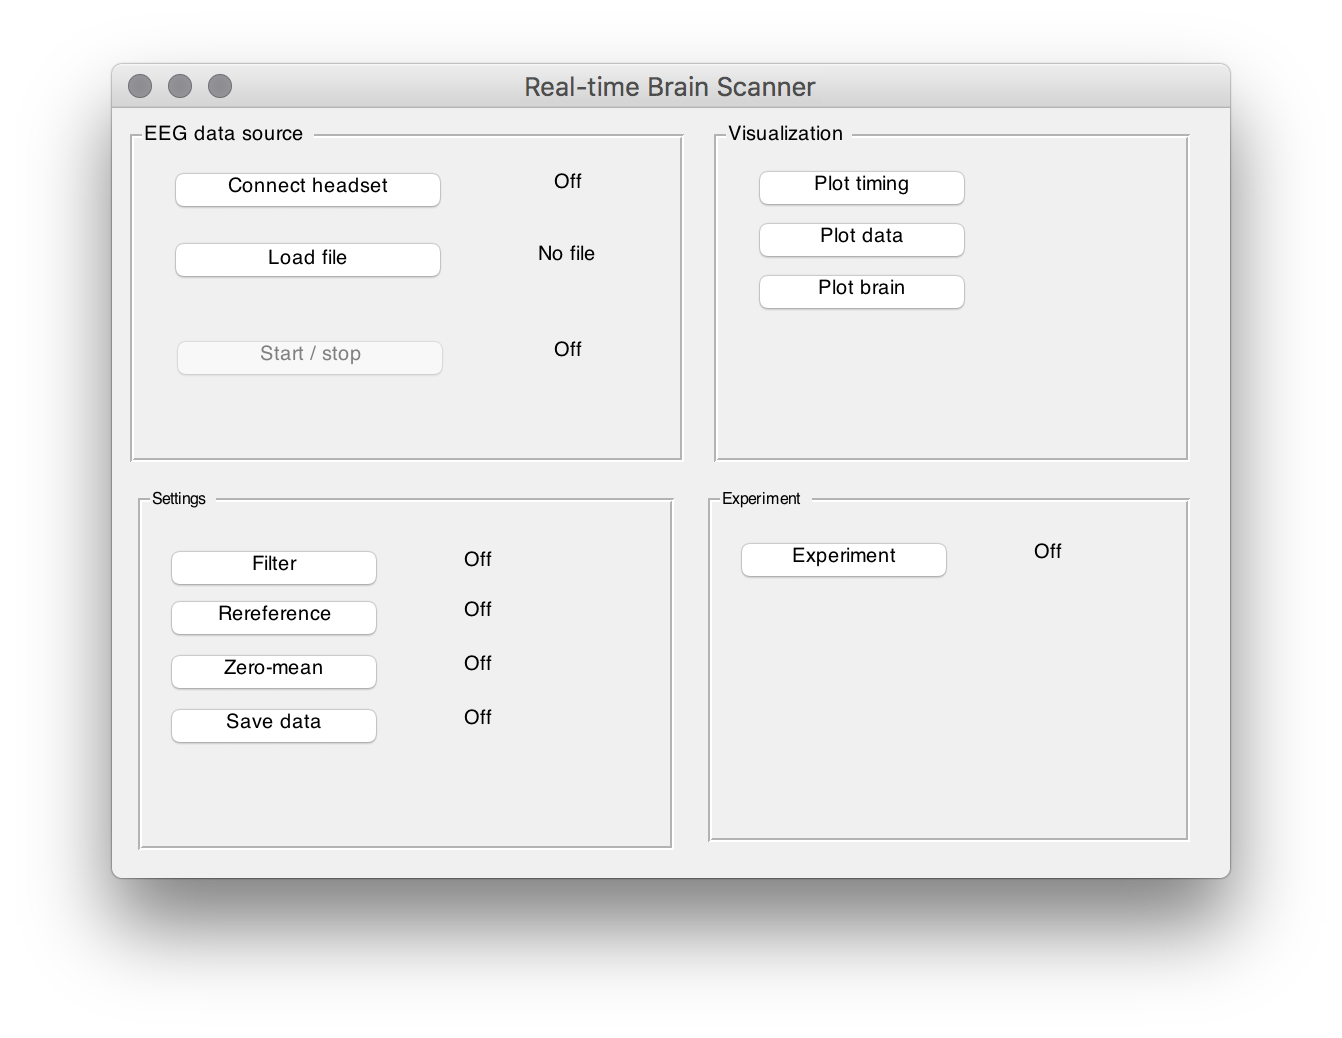 Real-time Brain Scanner
EEG data source
Connect headset
Off
Load file
No file
Start / stop
Off
Visualization
Plot timing
Plot data
Plot brain
Settings
Filter
Off
Rereference
Off
Zero-mean
Off
Save data
Off
Experiment
Experiment
Off